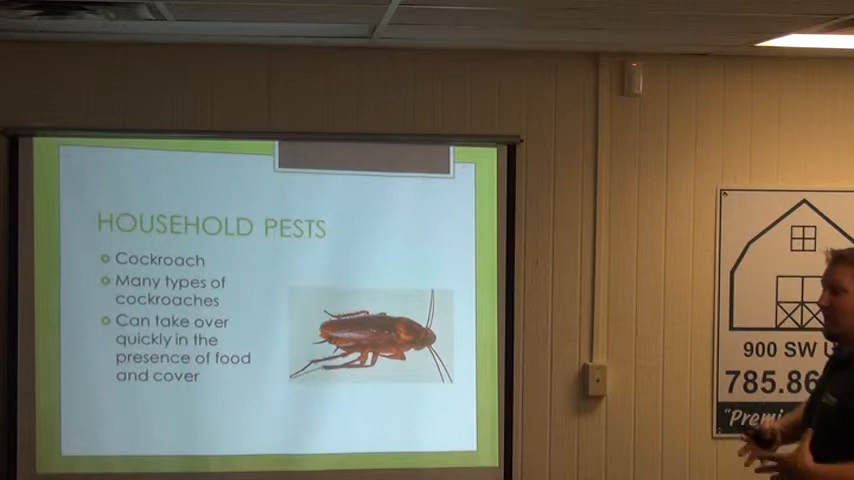 HOUSEHOLD PESTS
Cockroach
Many types of
cockroaches
Can take over
quickly in the
presence of food
and cover
900 SW
785.86
"Premi